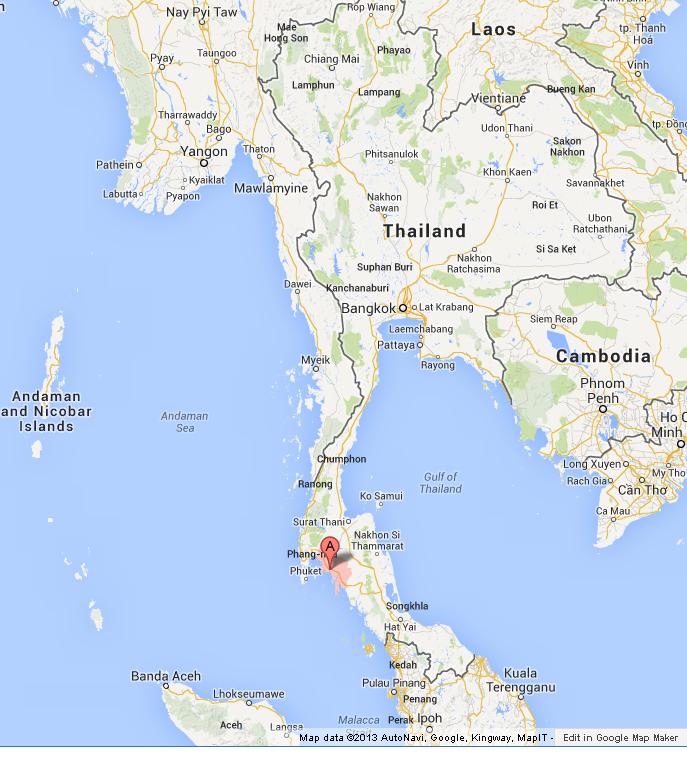 Nay Pyi Taw
Rop Wiang
Laos
tp. Thanh
Hoá
Mae
Hong Son
Taungoo
Pyay
Chiang Mai
Phayao
Vinh
Lamphun
Lampang
Bueng Kan
Vientiane
Tharrawaddy
Bago
Udon Thani
tp. Đồng
Yangon
Thaton
Phitsanulok
Sakon
Nakhon
Pathein
Kyaiklat
Mawlamyine
Khon Kaen
Savannakhet
Labutta
Pyapon
Nakhon
Sawan
Roi Et
Ubon
Ratchathani
Thailand
Si Sa Ket
Nakhon
Ratchasima
Suphan Buri
Dawei
Kanchanaburi
Bangkok
Lat Krabang
Siem Reap
Laemchabang
Pattaya
Cambodia
Myeik
Rayong
Phnom
Penh
Andaman
and Nicobar
Islands
Andaman
Sea
Ho C
Minh
Chumphon
Long Xuyen
My Tho
Ranong
Gulf of
Thailand
Rach Gia
Cần Thơ
Ko Samui
Ca Mau
Surat Thani
Nakhon Si
Thammarat
A
Phuket
Songkhla
Hat Yai
Kedah
Banda Aceh
Pulau Pinang
Kuala
Terengganu
Lhokseumawe
Penang
Aceh
Langsa
Malacca
Perak
Ipoh
Map data ©2013 AutoNavi, Google, Kingway, MapIT -
Edit in Google Map Maker